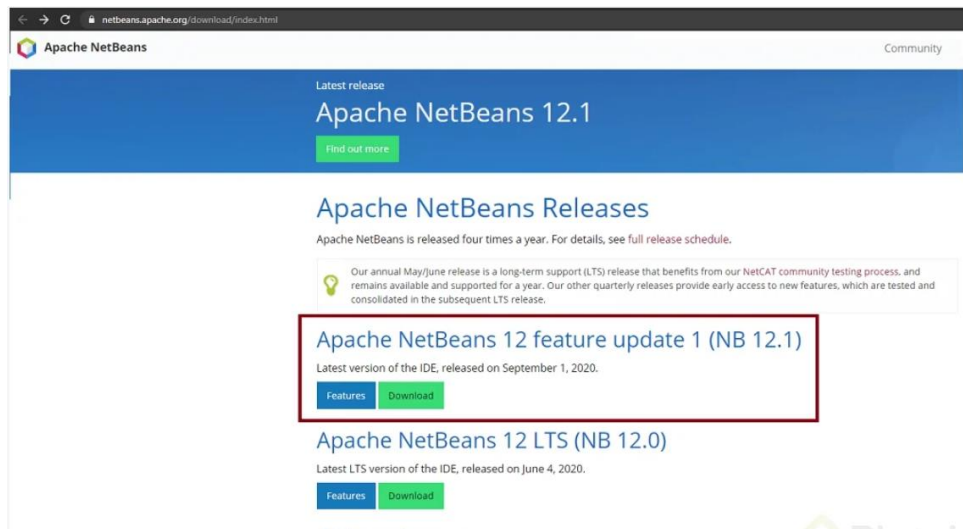 netbeans.apache.org/download/index.html
Apache NetBeans
Community
Latest release
Apache NetBeans 12.1
Find out more
Apache NetBeans Releases
Apache NetBeans is released four times a year. For details, see full release schedule.
Our annual May/June release is a long-term support (LTS) release that benefits from our NetCAT community testing process, and
remains available and supported for a year. Our other quarterly releases provide early access to new features, which are tested and
consolidated in the subsequent LTS release.
Apache NetBeans 12 feature update 1 (NB 12.1)
Latest version of the IDE, released on September 1, 2020.
Features Download
Apache NetBeans 12 LTS (NB 12.0)
Latest LTS version of the IDE, released on June 4, 2020.
Features Download